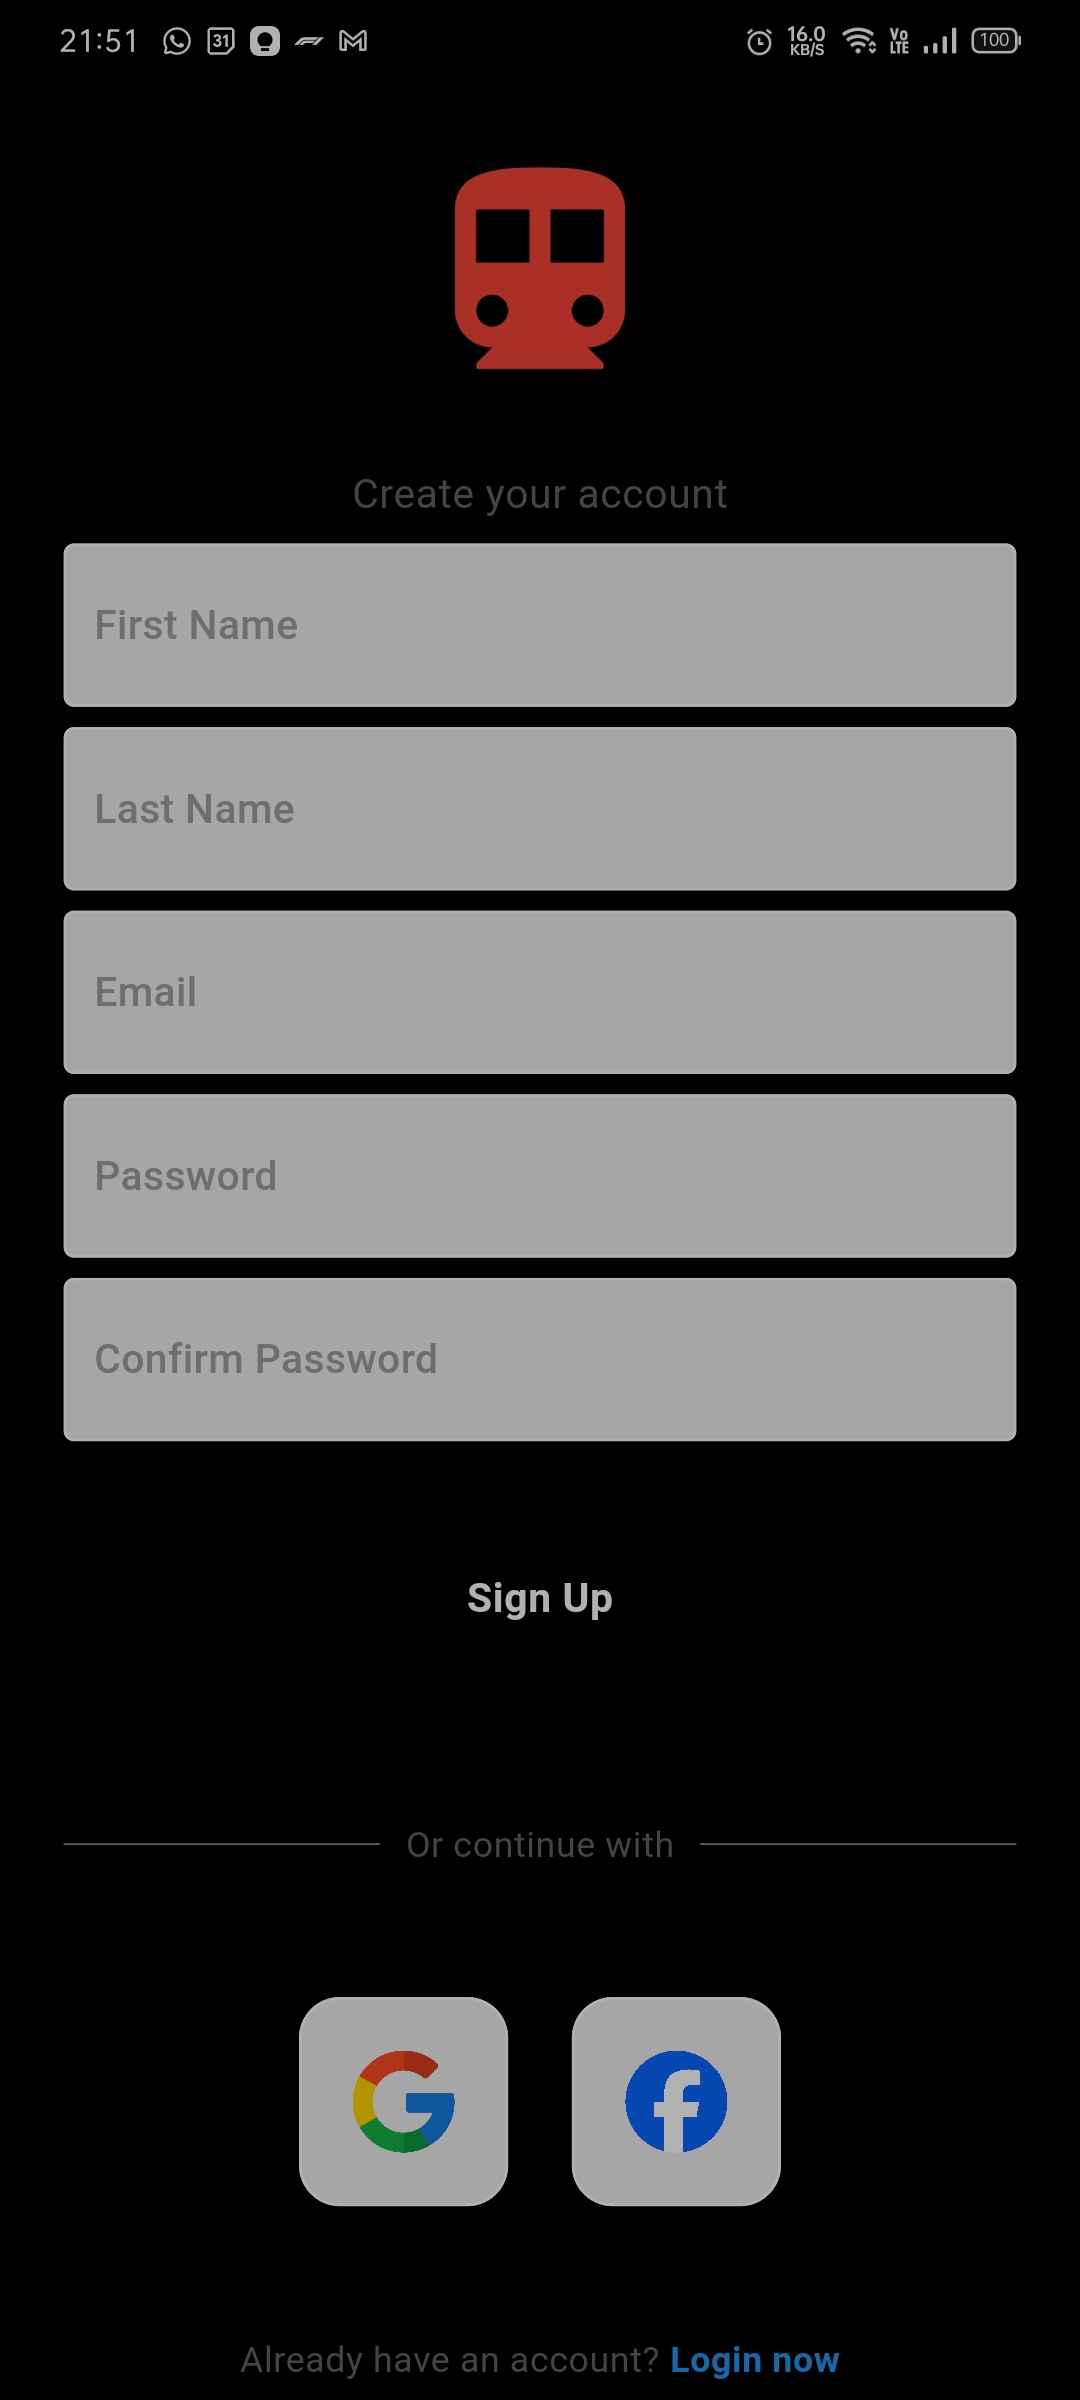 21:51 31 16.0 KB/S Vo LTE 100
Create your account
First Name
Last Name
Email
Password
Confirm Password
Sign Up
Or continue with
Already have an account? Login now